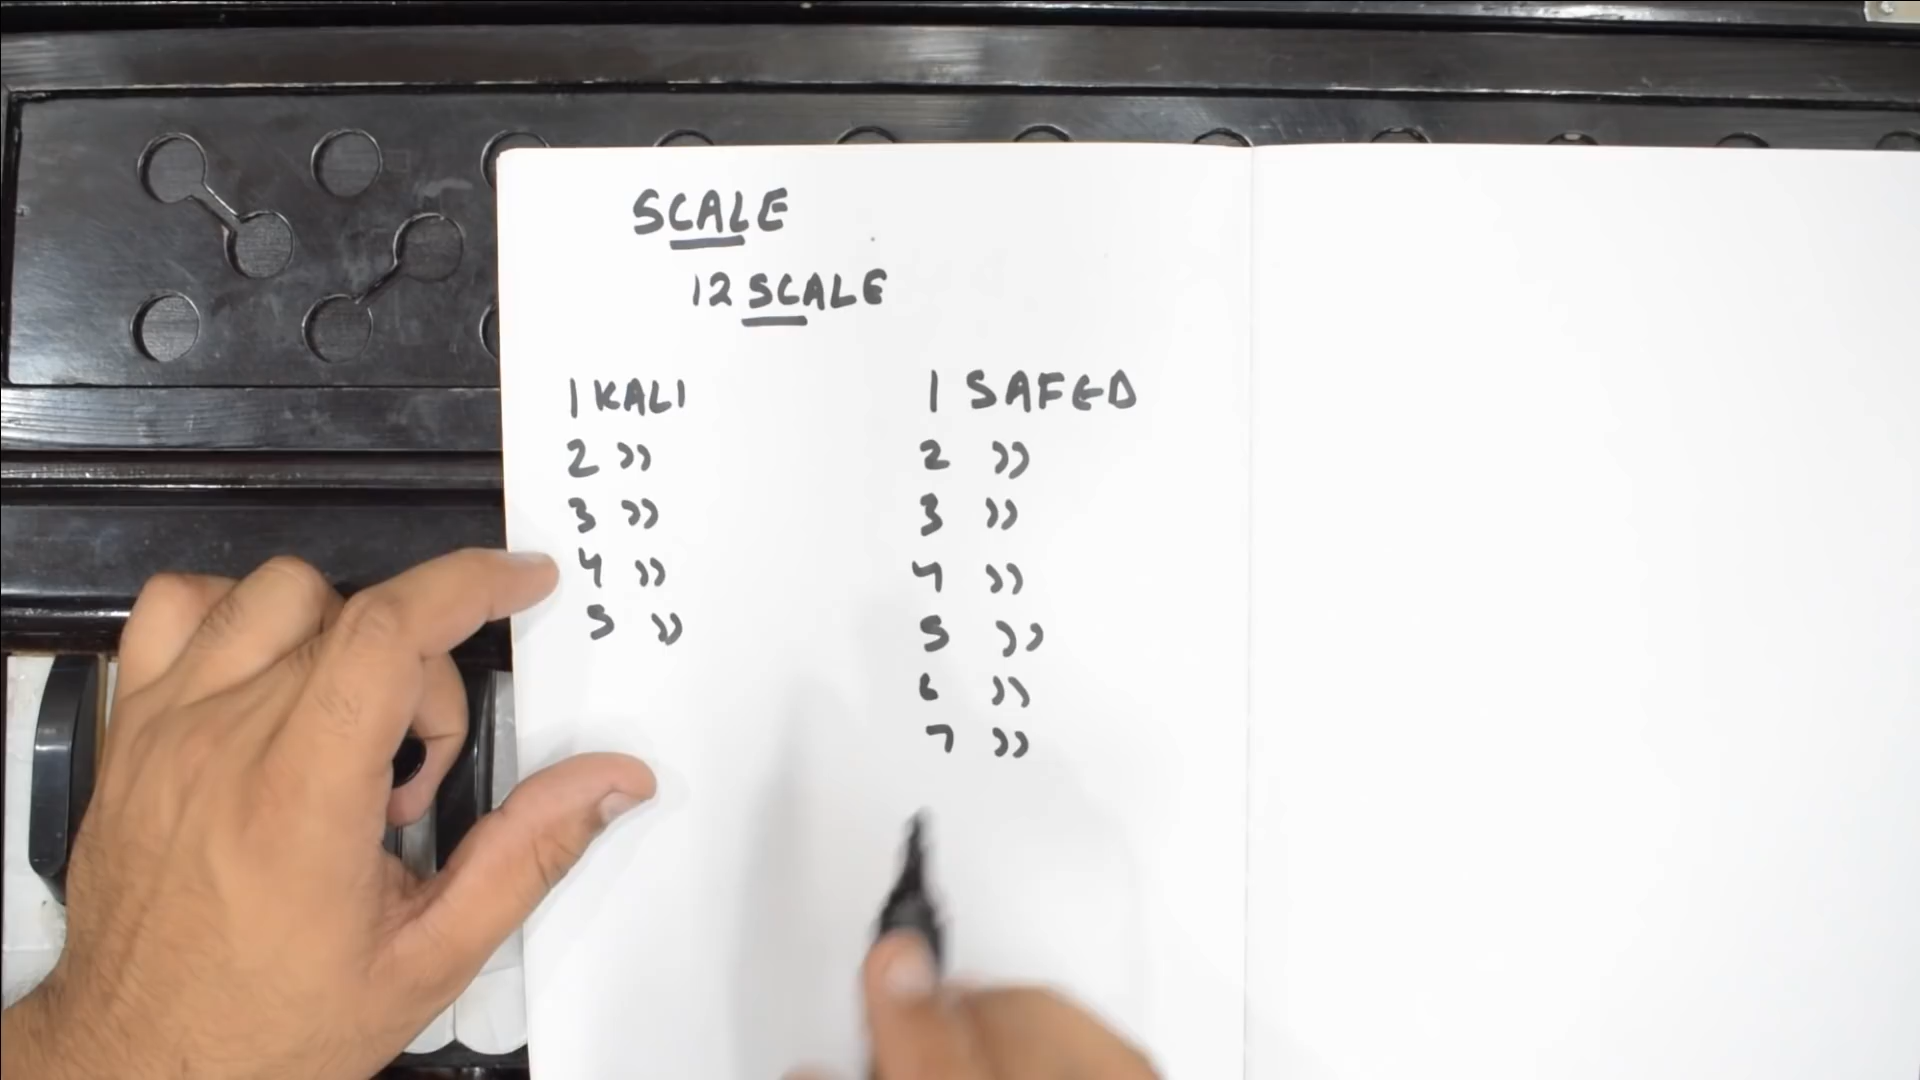 SCALE
12 SCALE
1 KALI
2 ))
3 ))
4 ))
5 ))
1 SAFED
2 ))
3 ))
4 ))
5 ))
6 ))
7 ))